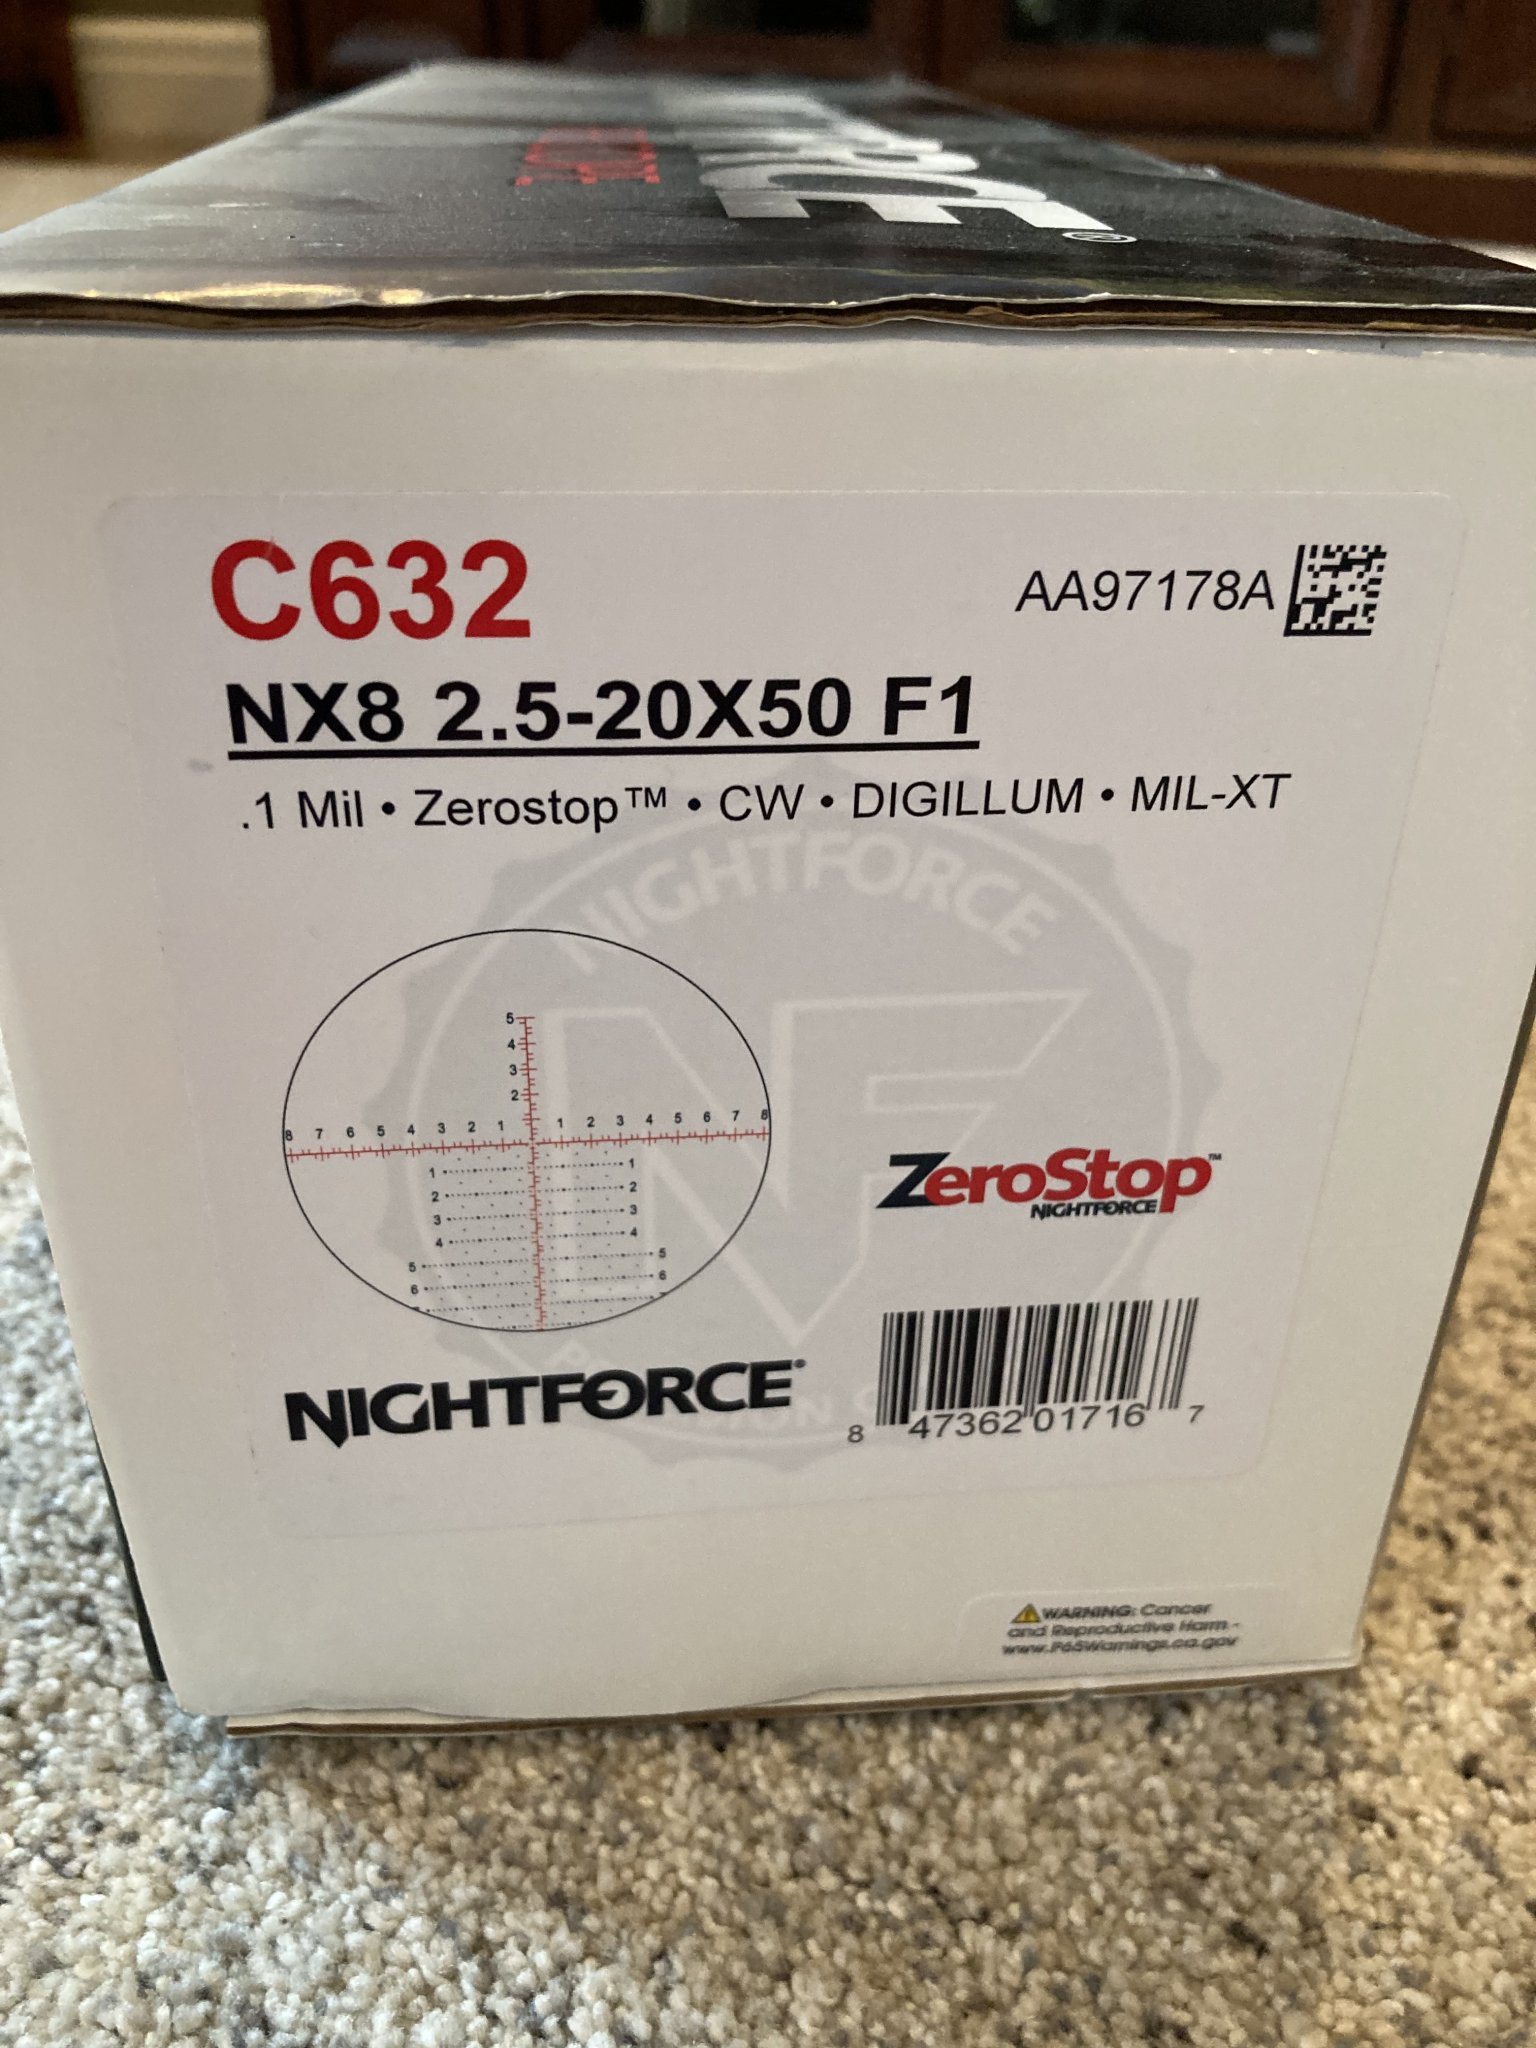 FORCE®
C632
AA97178A
NX8 2.5-20X50 F1
.1 Mil • Zerostop™ • CW • DIGILLUM • MIL-XT
NIGHTFORCE
NF
5
4
3
2
8 7 6 5 4 3 2 1 1 2 3 4 5 6 7 8
1 1
2 2
3 3
4 4
5 5
6 6
ZeroStop™
NIGHTFORCE
NIGHTFORCE®
8 47362 01716 7
⚠WARNING: Cancer
and Reproductive Harm -
www.P65Warnings.ca.gov